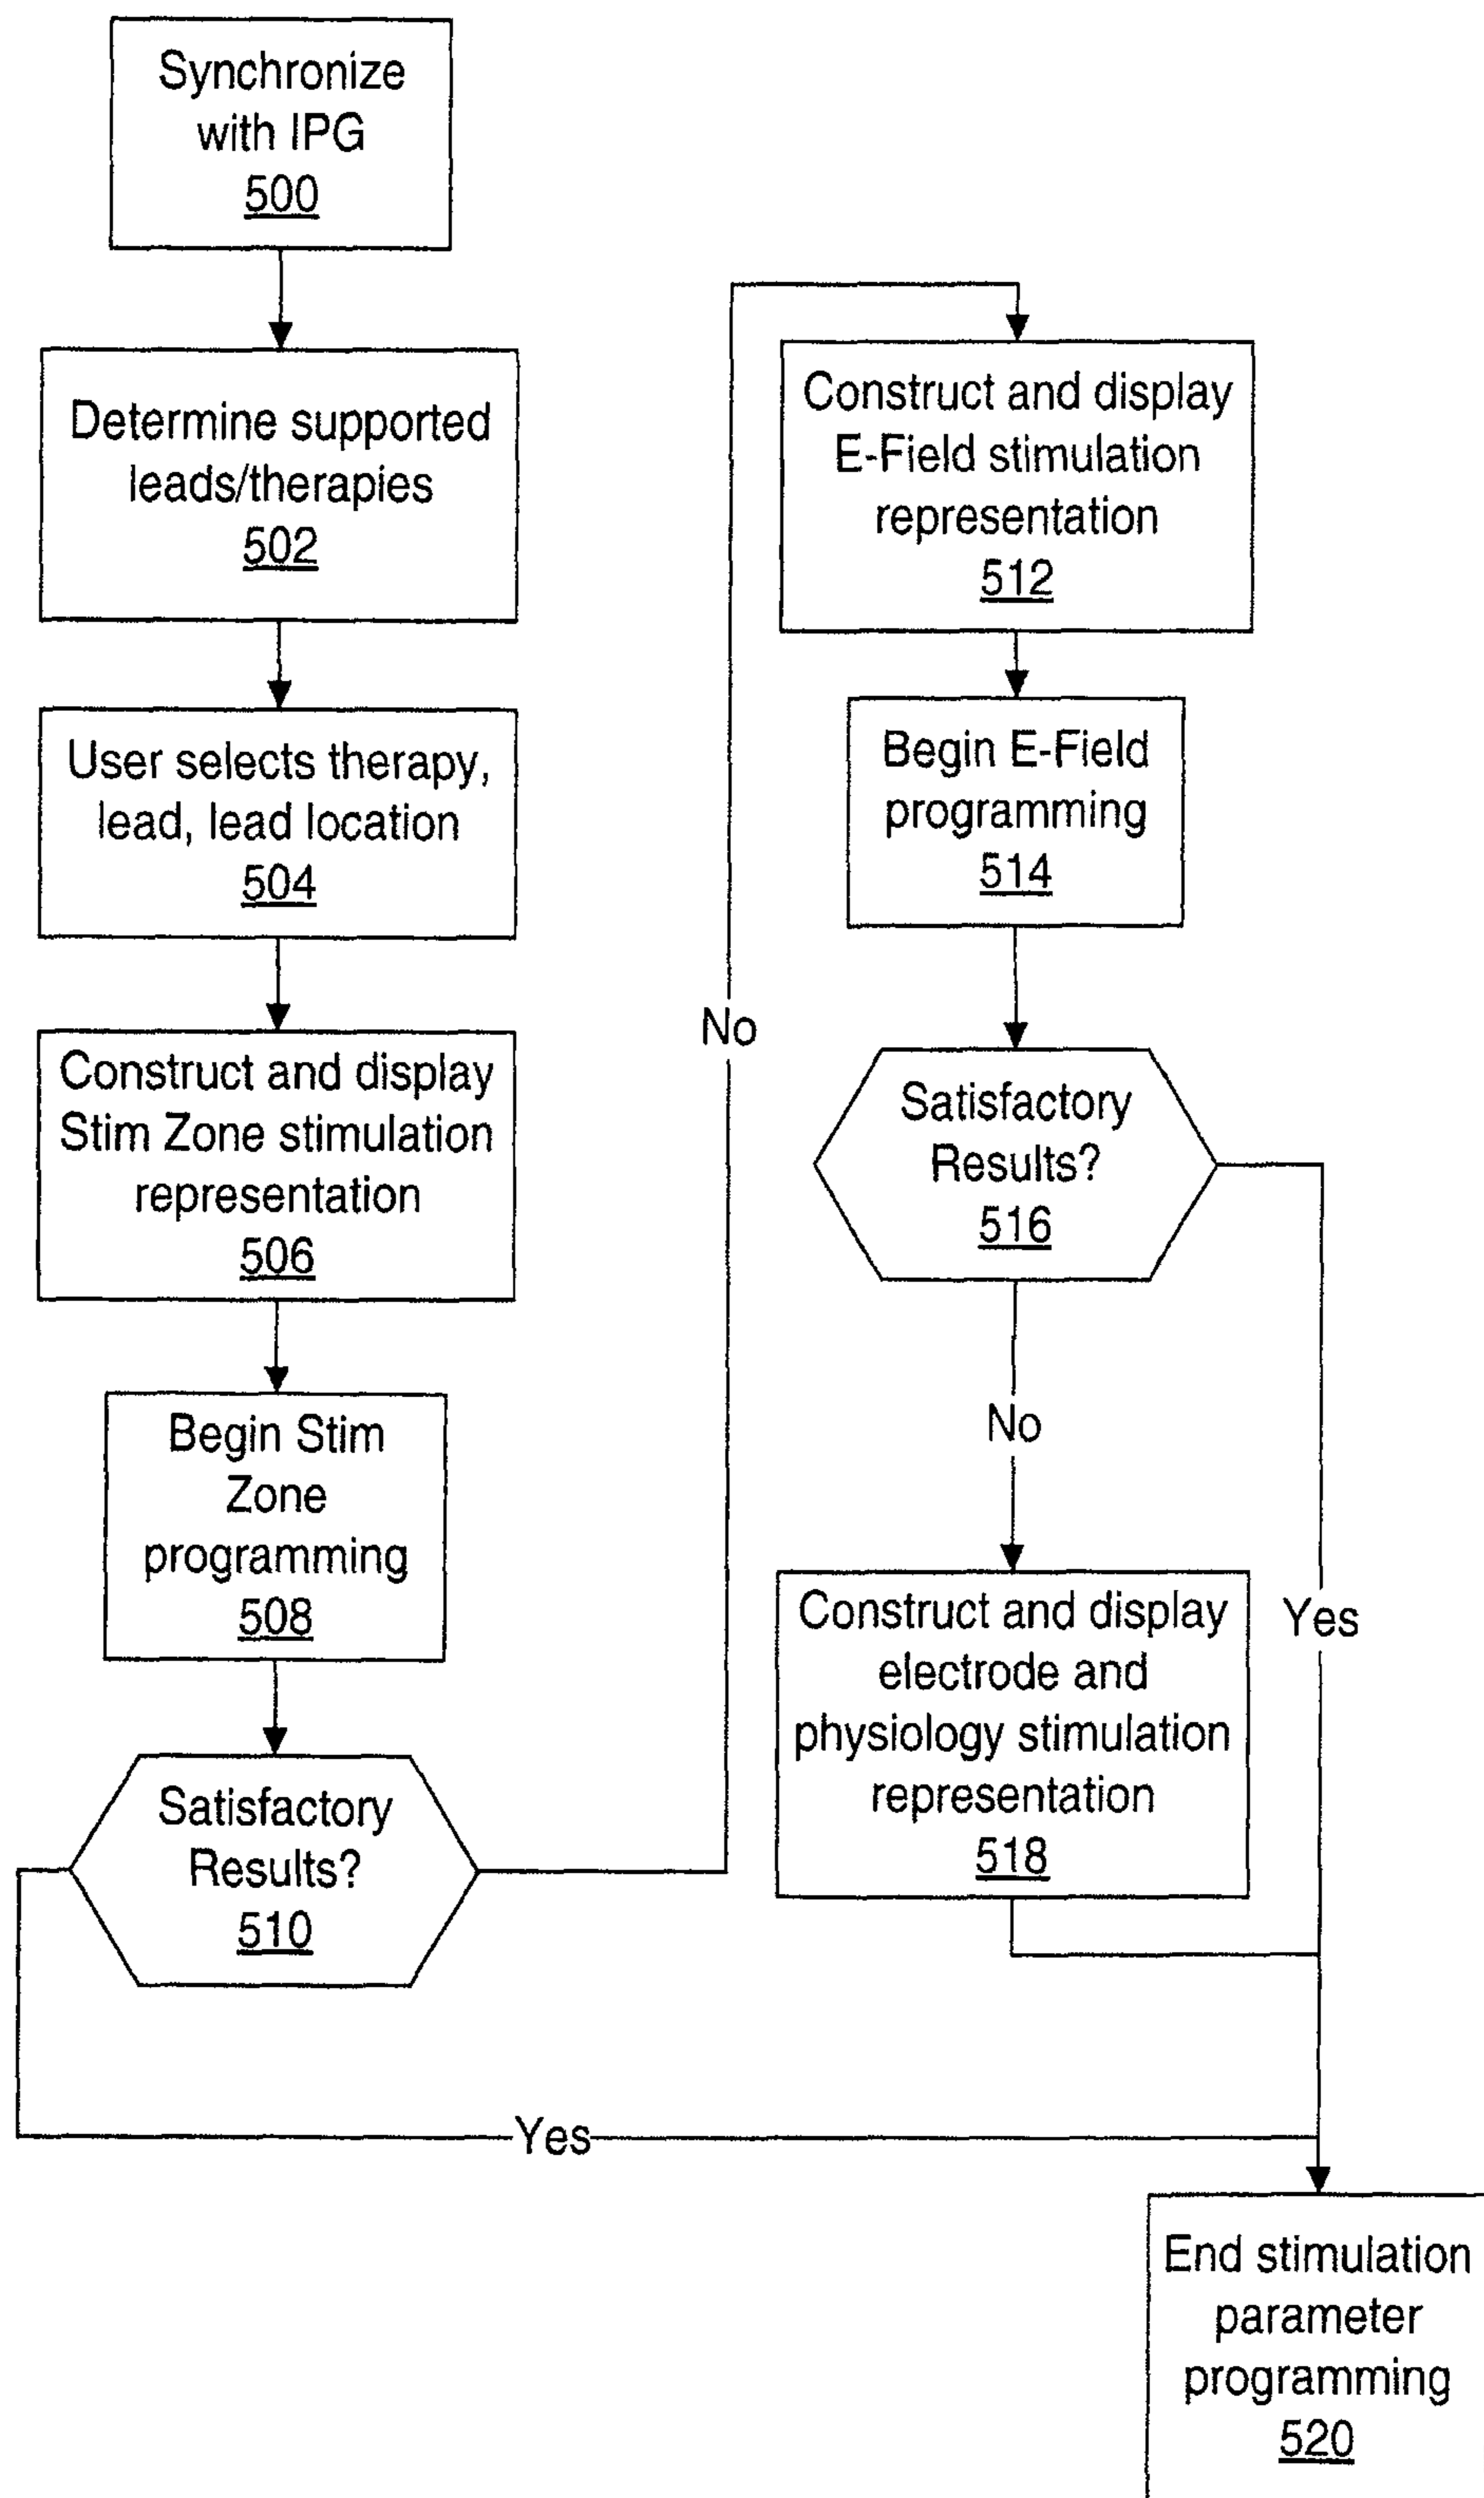 Synchronize
with IPG
500
Determine supported
leads/therapies
502
User selects therapy,
lead, lead location
504
Construct and display
Stim Zone stimulation
representation
506
Begin Stim
Zone
programming
508
Satisfactory
Results?
510
No
Yes
Construct and display
E-Field stimulation
representation
512
Begin E-Field
programming
514
Satisfactory
Results?
516
No
Yes
Construct and display
electrode and
physiology stimulation
representation
518
End stimulation
parameter
programming
520